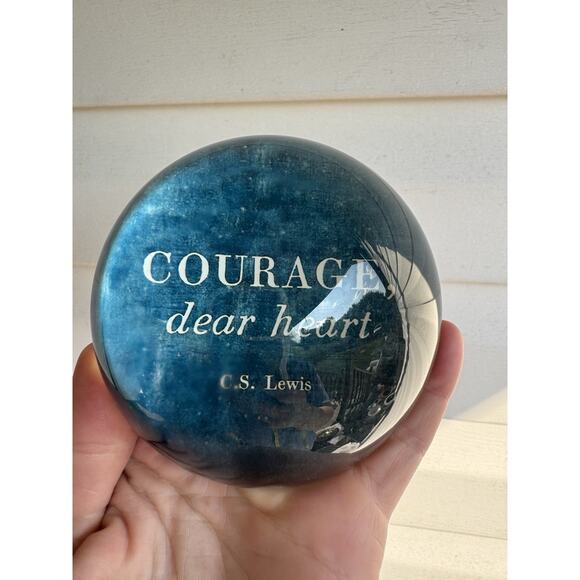 COURAGE,
dear heart
C.S. Lewis